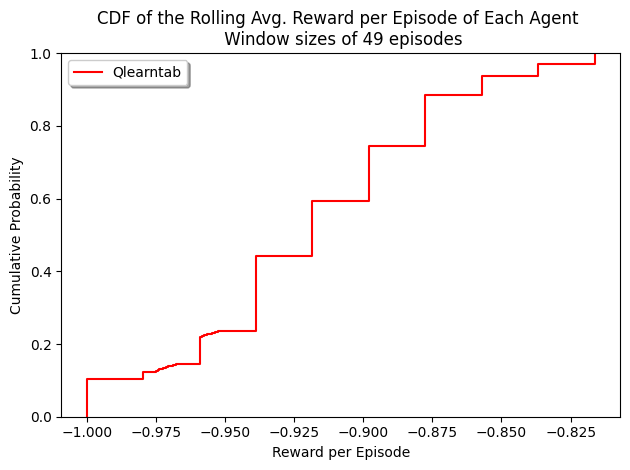 CDF of the Rolling Avg. Reward per Episode of Each Agent
Window sizes of 49 episodes
Qlearntab
Cumulative Probability
1.0
0.8
0.6
0.4
0.2
0.0
−1.000 −0.975 −0.950 −0.925 −0.900 −0.875 −0.850 −0.825
Reward per Episode